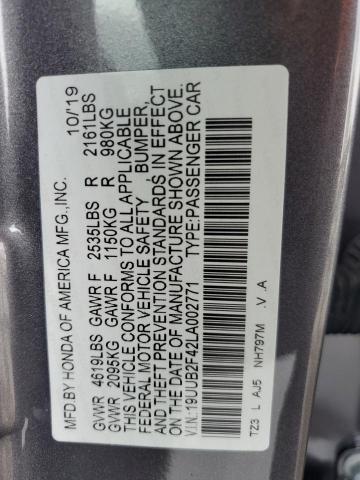 MFD.BY HONDA OF AMERICA MFG.,INC. 10/19
GVWR 4619LBS GAWR F 2535LBS R 2161LBS
GVWR 2095KG GAWR F 1150KG R 980KG
THIS VEHICLE CONFORMS TO ALL APPLICABLE
FEDERAL MOTOR VEHICLE SAFETY, BUMPER,
AND THEFT PREVENTION STANDARDS IN EFFECT
ON THE DATE OF MANUFACTURE SHOWN ABOVE.
V.I.N.:19UUB2F42LA002771 TYPE:PASSENGER CAR
TZ3 L AJ5 NH797M .V .A